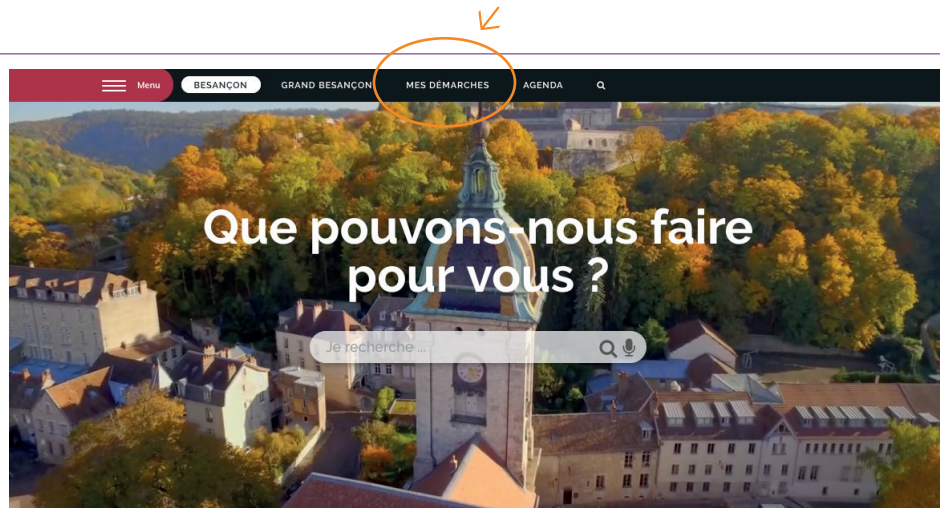 Menu BESANÇON GRAND BESANÇON MES DÉMARCHES AGENDA
Que pouvons-nous faire
pour vous ?
Je recherche ...